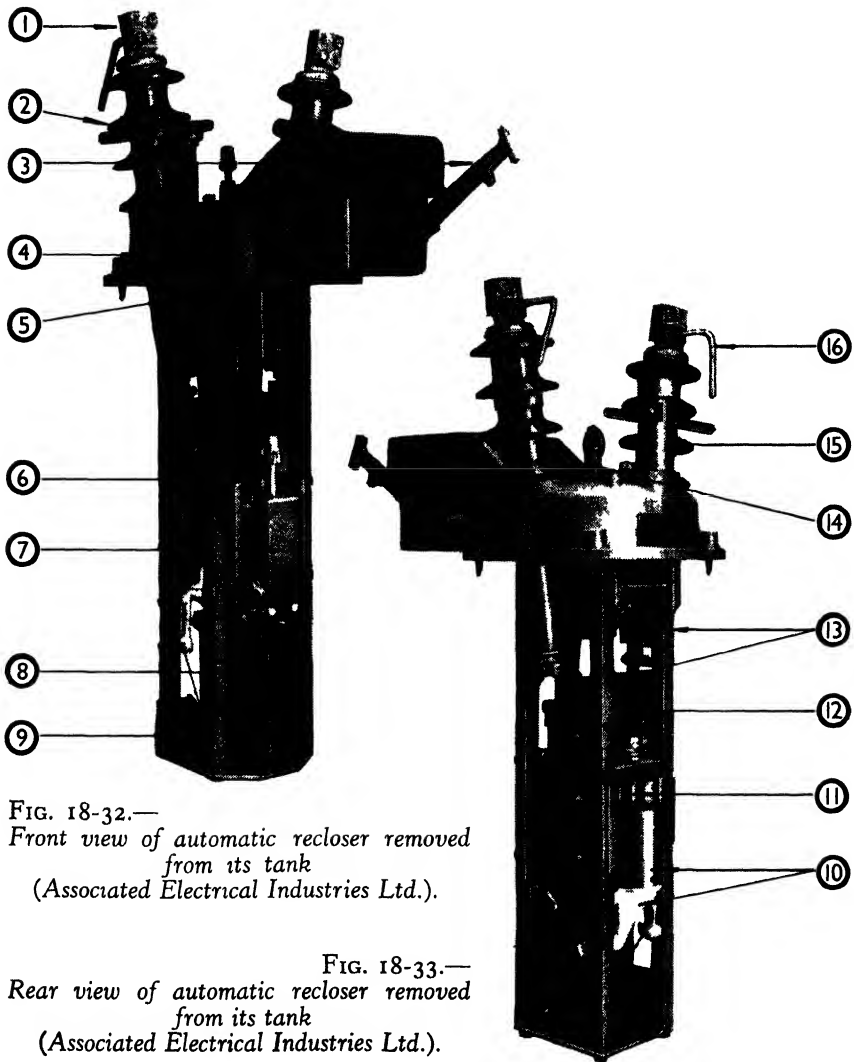 1
2
3
4
5
6
7
8
9
16
15
14
13
12
11
10
FIG. 18-32.—
Front view of automatic recloser removed
from its tank
(Associated Electrical Industries Ltd.).
FIG. 18-33.—
Rear view of automatic recloser removed
from its tank
(Associated Electrical Industries Ltd.).